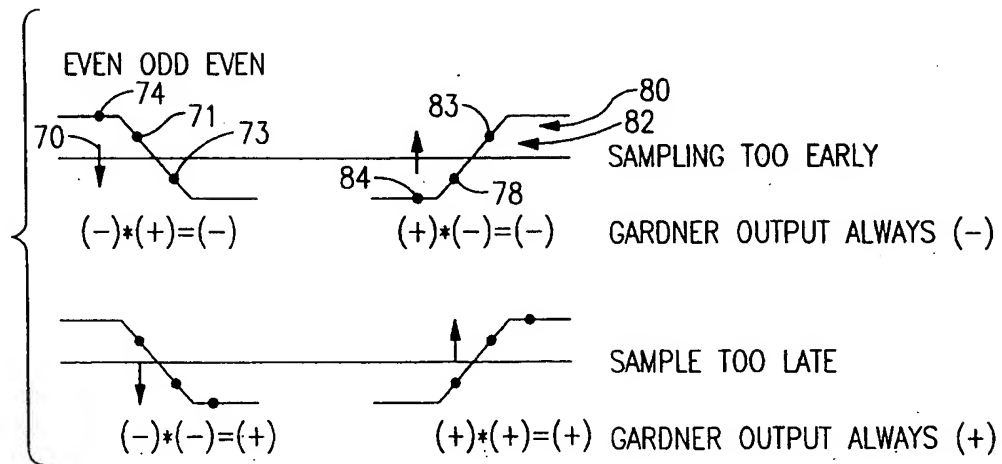 EVEN ODD EVEN
74
71
70
73
83
80
82
84
78
SAMPLING TOO EARLY
(-)*(+)=(-)
(+)*(-)=(-)
GARDNER OUTPUT ALWAYS (-)
SAMPLE TOO LATE
(-)*(-)=(+)
(+)*(+)=(+)
GARDNER OUTPUT ALWAYS (+)